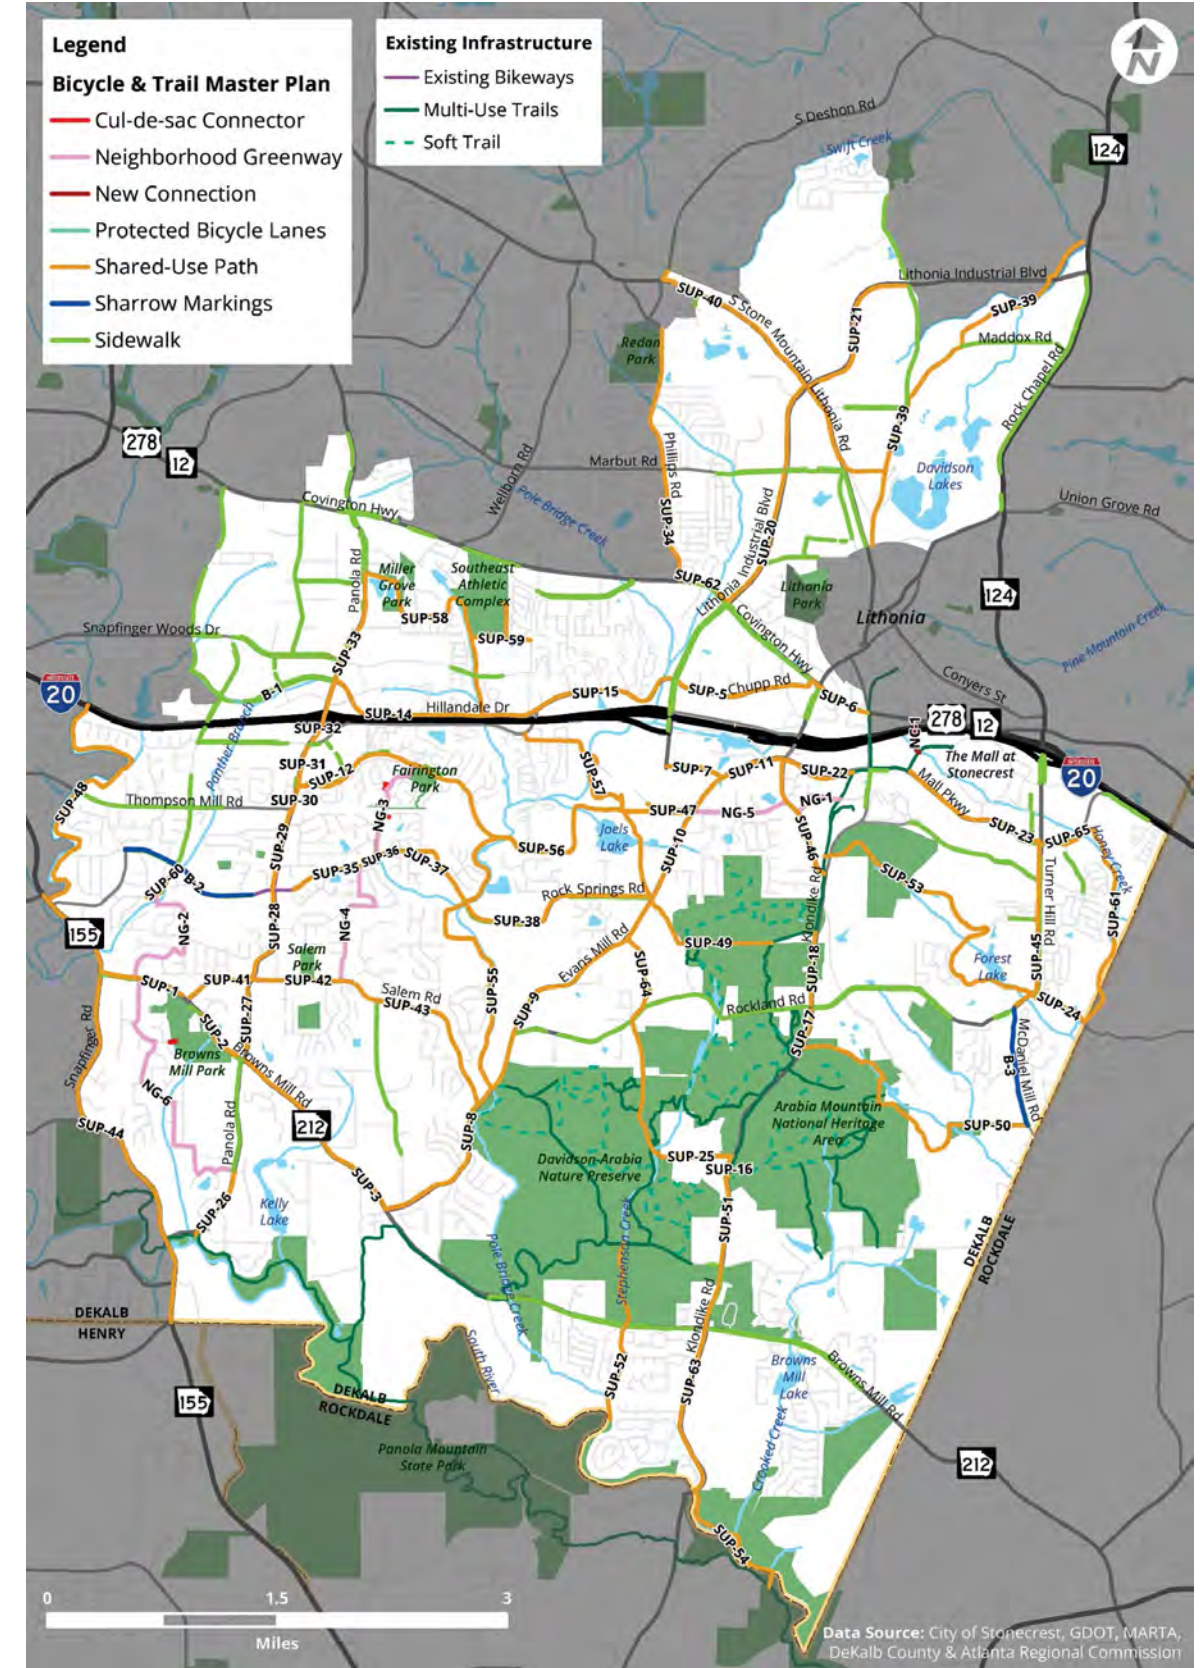 Legend
Bicycle & Trail Master Plan
Cul-de-sac Connector
Neighborhood Greenway
New Connection
Protected Bicycle Lanes
Shared-Use Path
Sharrow Markings
Sidewalk
Existing Infrastructure
Existing Bikeways
Multi-Use Trails
Soft Trail
N
S Deshon Rd
Swift Creek
124
Lithonia Industrial Blvd
SUP-40
SUP-39
S Stone Mountain Lithonia Rd
SUP-21
Maddox Rd
Redan
Park
Rock Chapel Rd
SUP-39
278
12
Phillips Rd
Marbut Rd
Wellborn Rd
Davidson
Lakes
Covington Hwy
Pole Bridge Creek
Union Grove Rd
SUP-34
Lithonia Industrial Blvd
SUP-20
Panola Rd
Miller
Grove
Park
Southeast
Athletic
Complex
SUP-62
Lithonia
Park
124
SUP-58
Lithonia
Covington Hwy
Snapfinger Woods Dr
SUP-33
SUP-59
Pine Mountain Creek
20
B-1
SUP-15
SUP-5
Chupp Rd
SUP-6
Conyers St
SUP-14
Hillandale Dr
SUP-32
NG-1
278
12
Panther Branch
SUP-31
SUP-12
Fairington
Park
SUP-57
SUP-7
SUP-11
SUP-22
The Mall at
Stonecrest
20
SUP-48
Thompson Mill Rd
SUP-30
NG-3
SUP-47
NG-5
NG-1
Mall Pkwy
SUP-23
SUP-65
SUP-29
Joels
Lake
SUP-10
SUP-46
Honey Creek
SUP-56
SUP-35
SUP-36
SUP-37
SUP-60
B-2
Rock Springs Rd
SUP-53
Klondike Rd
Turner Hill Rd
SUP-61
155
NG-2
SUP-28
NG-4
SUP-38
Salem
Park
Evans Mill Rd
SUP-49
SUP-45
SUP-18
Forest
Lake
SUP-1
SUP-41
SUP-42
SUP-55
SUP-64
Salem Rd
SUP-43
SUP-9
Rockland Rd
SUP-24
SUP-27
SUP-2
SUP-17
Snapfinger Rd
Browns
Mill Park
Browns Mill Rd
McDaniel Mill Rd
B-3
NG-6
212
SUP-44
Panola Rd
SUP-8
Arabia Mountain
National Heritage
Area
SUP-50
Davidson-Arabia
Nature Preserve
SUP-25
SUP-16
SUP-3
SUP-26
Kelly
Lake
SUP-51
Stephenson Creek
DEKALB
ROCKDALE
Pole Bridge Creek
DEKALB
HENRY
Klondike Rd
South River
SUP-52
SUP-63
Browns
Mill
Lake
Browns Mill Rd
155
DEKALB
ROCKDALE
Crooked Creek
Panola Mountain
State Park
212
SUP-54
0
1.5
3
Miles
Data Source: City of Stonecrest, GDOT, MARTA,
DeKalb County & Atlanta Regional Commission